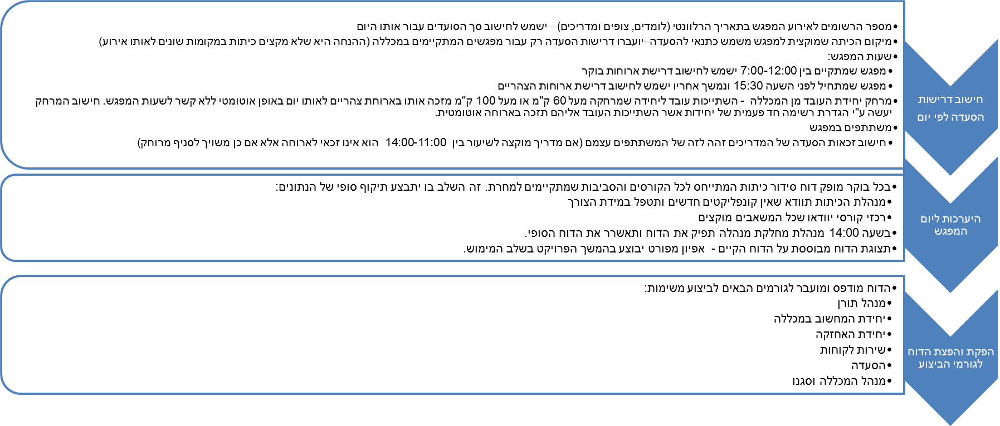 חישוב דרישות
הסעדה לפי יום
•מספר הרשומים לאירוע המפגש בתאריך הרלוונטי (לומדים, צופים ומדריכים) – ישמש לחישוב סך הסועדים עבור אותו היום
•מיקום הכיתה שמוקצית למפגש משמש כתנאי להסעדה–יועברו דרישות הסעדה רק עבור מפגשים המתקיימים במכללה (ההנחה היא שלא מקצים כיתות במקומות שונים לאותו אירוע)
•שעות המפגש:
•מפגש שמתקיים בין 7:00-12:00 ישמש לחישוב דרישת ארוחות בוקר
•מפגש שמתחיל לפני השעה 15:30 ונמשך אחריו ישמש לחישוב דרישת ארוחות הצהריים
•מרחק יחידת העובד מן המכללה - השתייכות עובד ליחידה שמרחקה מעל 60 ק"מ או מעל 100 ק"מ מזכה אותו בארוחת צהריים לאותו יום באופן אוטומטי ללא קשר לשעות המפגש. חישוב המרחק
יעשה ע"י הגדרת רשימה חד פעמית של יחידות אשר השתייכות העובד אליהם תזכה בארוחה אוטומטית.
•משתתפים במפגש
•חישוב זכאות הסעדה של המדריכים זהה לזה של המשתתפים עצמם (אם מדריך מוקצה לשיעור בין 14:00-11:00 הוא אינו זכאי לארוחה אלא אם כן משויך לסניף מרוחק)
היערכות ליום
המפגש
•בכל בוקר מופק דוח סידור כיתות המתייחס לכל הקורסים והסביבות שמתקיימים למחרת. זה השלב בו יתבצע תיקוף סופי של הנתונים:
•מנהלת הכיתות תוודא שאין קונפליקטים חדשים ותטפל במידת הצורך
•רכזי קורסי יוודאו שכל המשאבים מוקצים
•בשעה 14:00 מנהלת מחלקת מנהלה תפיק את הדוח ותאשרר את הדוח הסופי.
•תצוגת הדוח מבוססת על הדוח הקיים - אפיון מפורט יבוצע בהמשך הפרויקט בשלב המימוש.
הפקת והפצת הדוח
לגורמי הביצוע
•הדוח מודפס ומועבר לגורמים הבאים לביצוע משימות:
•מנהל תורן
•יחידת המחשוב במכללה
•יחידת האחזקה
•שירות לקוחות
•הסעדה
•מנהל המכללה וסגנו